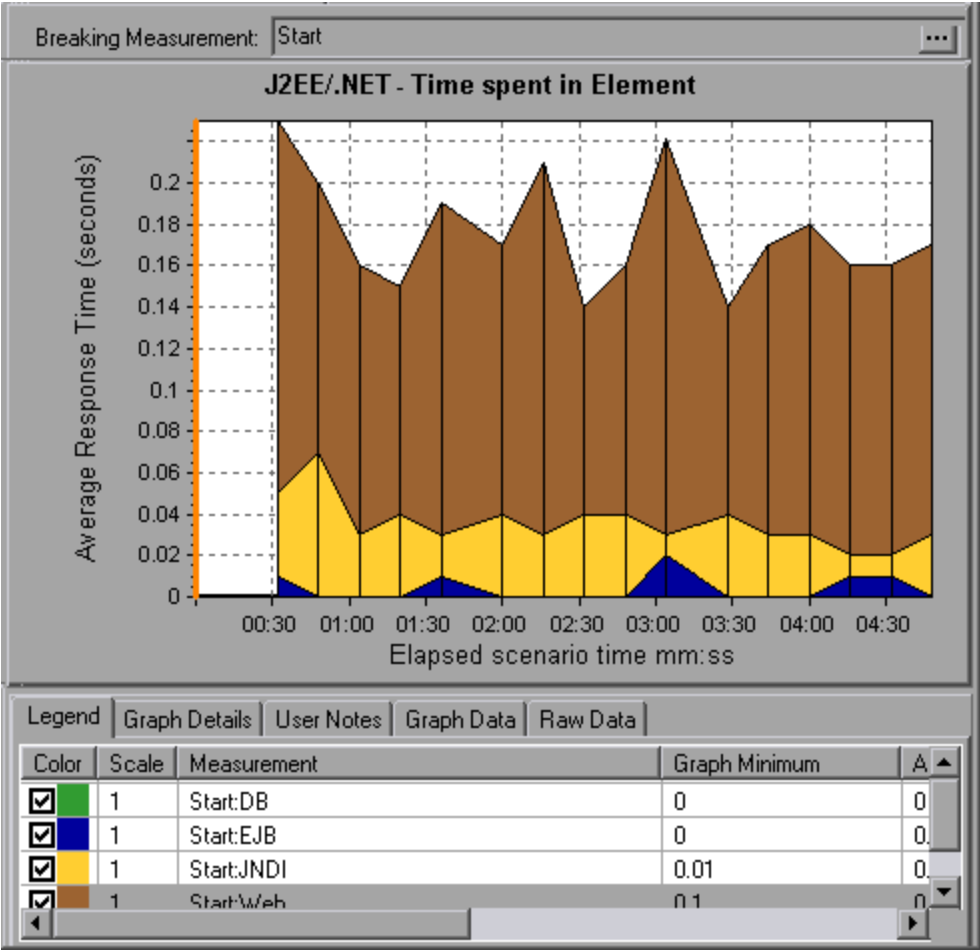 Breaking Measurement: Start ...
J2EE/.NET - Time spent in Element
Average Response Time (seconds)
0.2
0.18
0.16
0.14
0.12
0.1
0.08
0.06
0.04
0.02
0
00:30 01:00 01:30 02:00 02:30 03:00 03:30 04:00 04:30
Elapsed scenario time mm:ss
Legend Graph Details User Notes Graph Data Raw Data
Color Scale Measurement Graph Minimum A
1 Start:DB 0 0
1 Start:EJB 0 0.
1 Start:JNDI 0.01 0.
1 Start:Web 0.1 0